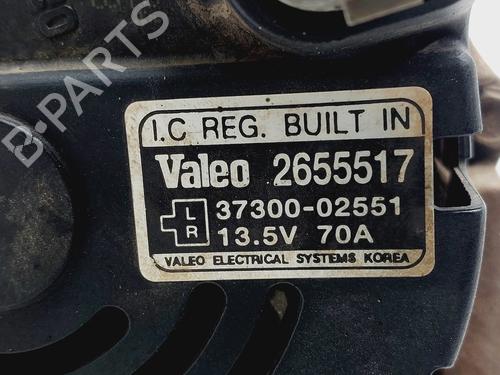 B-PARTS
I.C REG. BUILT IN
Valeo 2655517
L 37300-02551
R 13.5V 70A
VALEO ELECTRICAL SYSTEMS KOREA